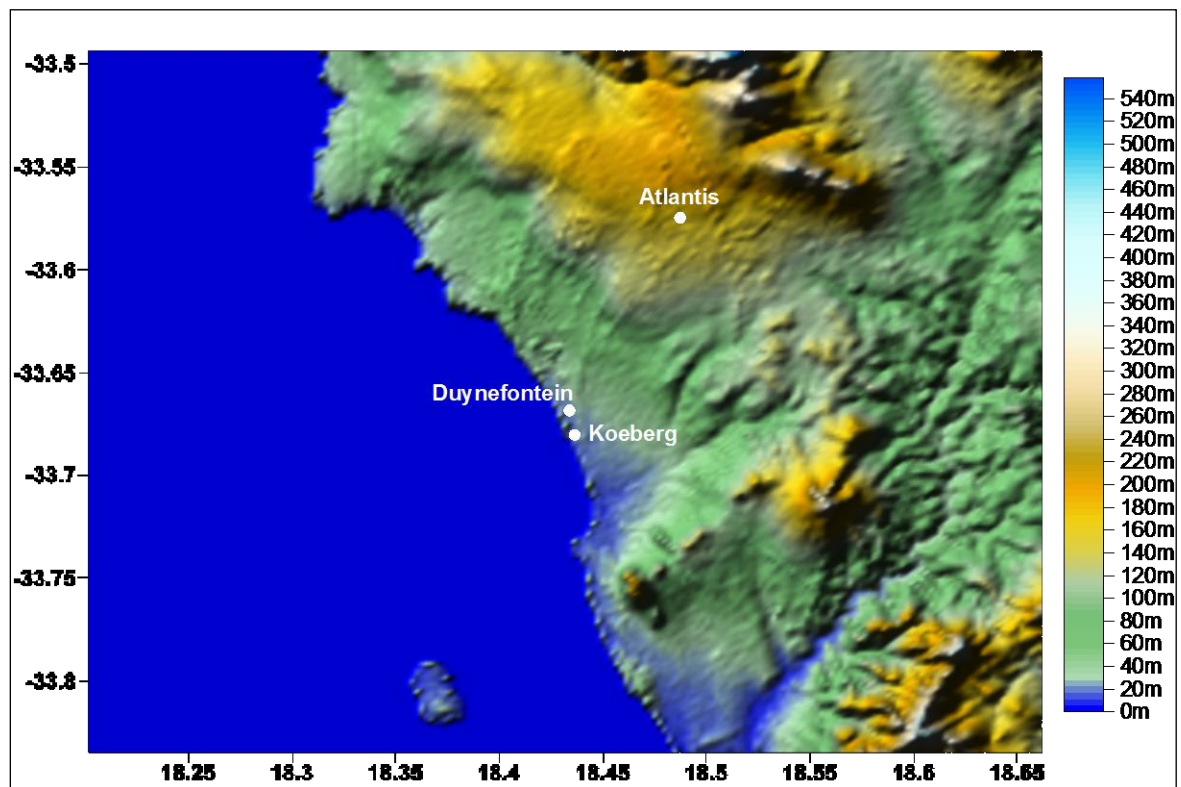 -33.5
-33.55
-33.6
-33.65
-33.7
-33.75
-33.8
Atlantis
Duynefontein
Koeberg
540m
520m
500m
480m
460m
440m
420m
400m
380m
360m
340m
320m
300m
280m
260m
240m
220m
200m
180m
160m
140m
120m
100m
80m
60m
40m
20m
0m
18.25
18.3
18.35
18.4
18.45
18.5
18.55
18.6
18.65